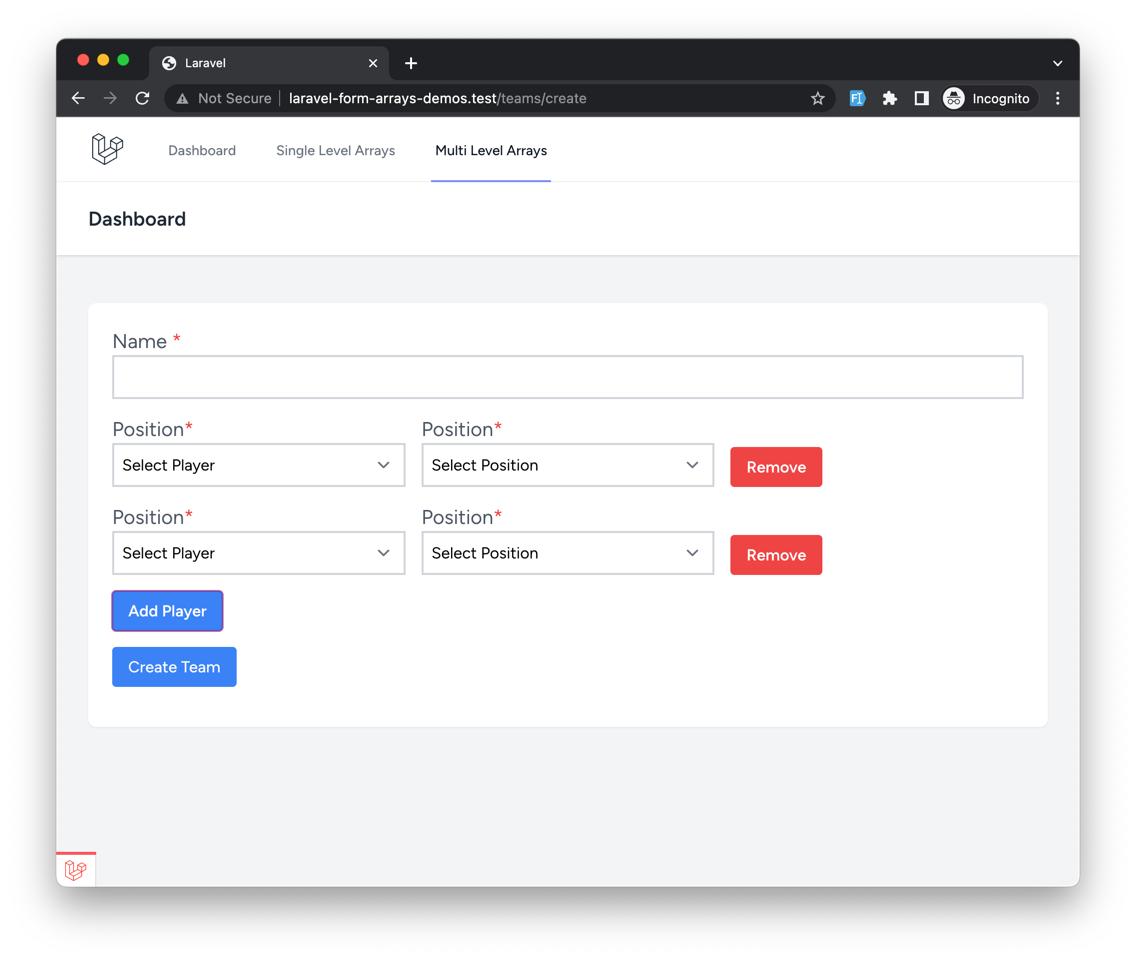 Laravel
Not Secure laravel-form-arrays-demos.test/teams/create FI Incognito
Dashboard Single Level Arrays Multi Level Arrays
Dashboard
Name *
Position* Position*
Select Player Select Position Remove
Position* Position*
Select Player Select Position Remove
Add Player
Create Team